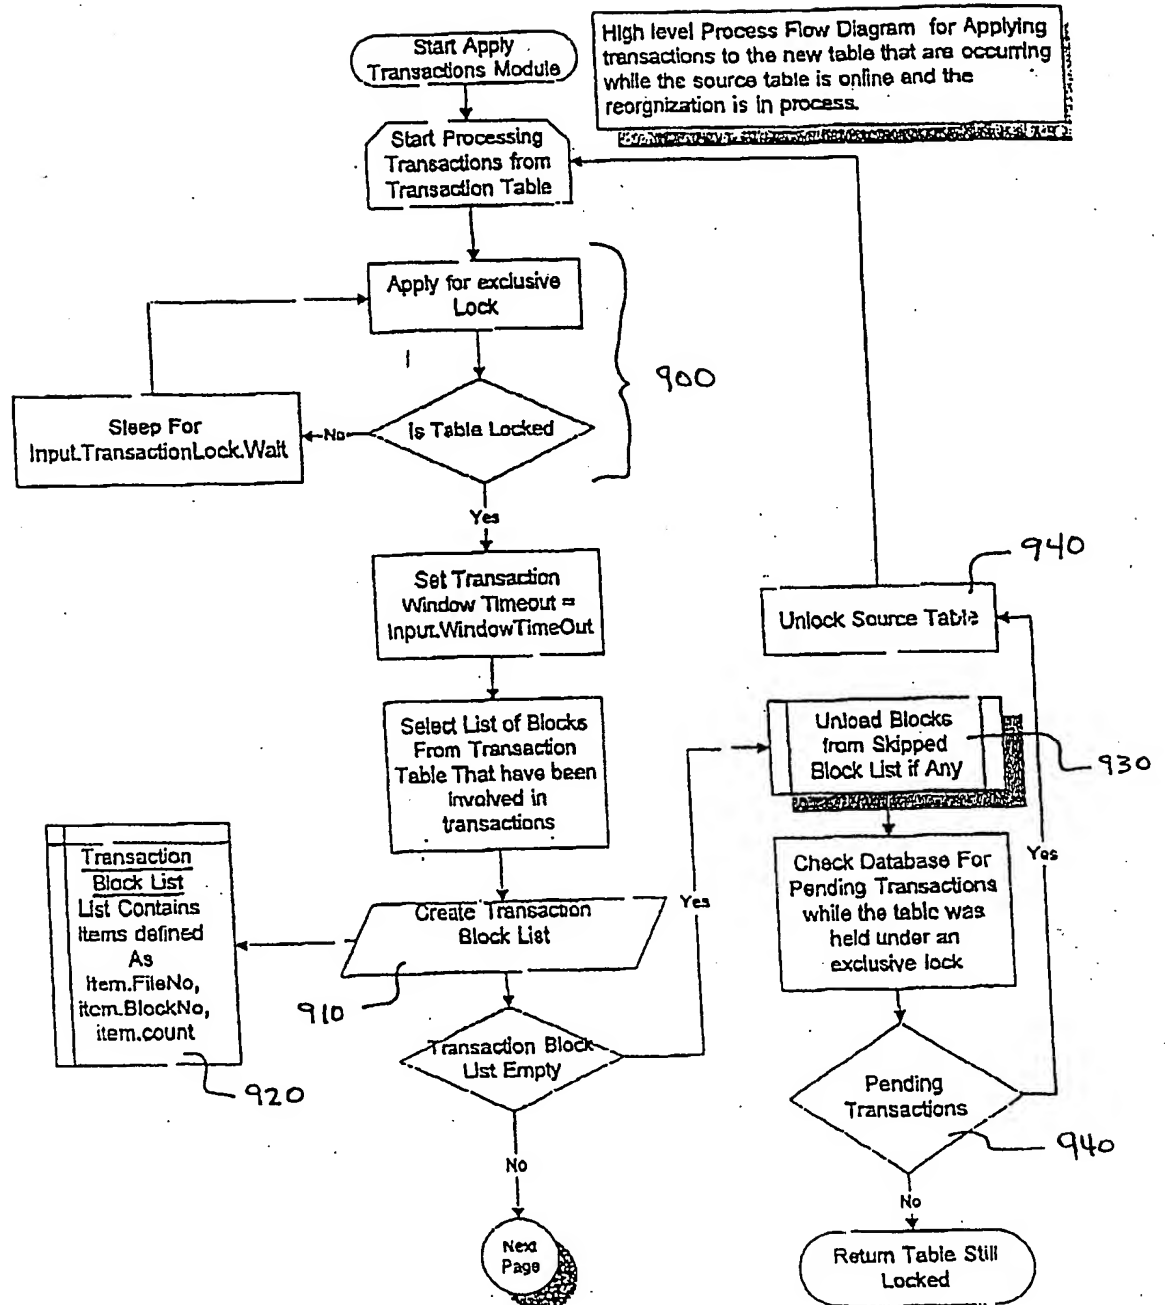 Start Apply
Transactions Module
High level Process Flow Diagram for Applying
transactions to the new table that are occurring
while the source table is online and the
reorgnization is in process.
Start Processing
Transactions from
Transaction Table
Apply for exclusive
Lock
900
Is Table Locked
No
Sleep For
Input.TransactionLock.Wait
Yes
Set Transaction
Window Timeout =
Input.WindowTimeOut
940
Unlock Source Table
Select List of Blocks
From Transaction
Table That have been
involved in
transactions
Unload Blocks
from Skipped
Block List if Any
930
Transaction
Block List
List Contains
Items defined
As
Item.FileNo,
item.BlockNo,
item.count
920
Create Transaction
Block List
910
Yes
Check Database For
Pending Transactions
while the table was
held under an
exclusive lock
Yes
Transaction Block
List Empty
Pending
Transactions
940
No
Next
Page
No
Return Table Still
Locked